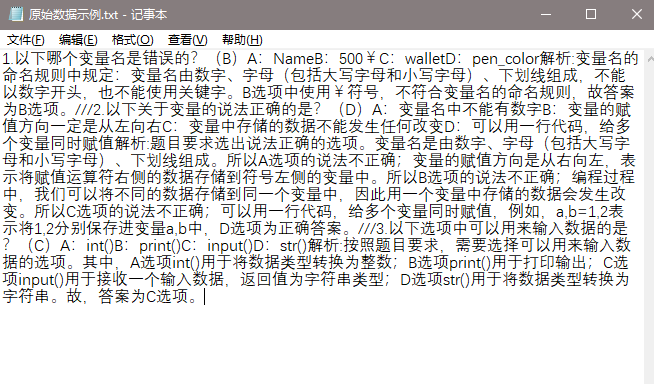 原始数据示例.txt - 记事本
文件(F) 编辑(E) 格式(O) 查看(V) 帮助(H)
1.以下哪个变量名是错误的？（B）A：NameB：500￥C：walletD：pen_color解析:变量名的
命名规则中规定：变量名由数字、字母（包括大写字母和小写字母）、下划线组成，不能
以数字开头，也不能使用关键字。B选项中使用￥符号，不符合变量名的命名规则，故答案
为B选项。///2.以下关于变量的说法正确的是？（D）A：变量名中不能有数字B：变量的赋
值方向一定是从左向右C：变量中存储的数据不能发生任何改变D：可以用一行代码，给多
个变量同时赋值解析:题目要求选出说法正确的选项。变量名是由数字、字母（包括大写字
母和小写字母）、下划线组成。所以A选项的说法不正确；变量的赋值方向是从右向左，表
示将赋值运算符右侧的数据存储到符号左侧的变量中。所以B选项的说法不正确；编程过程
中，我们可以将不同的数据存储到同一个变量中，因此用一个变量中存储的数据会发生改
变。所以C选项的说法不正确；可以用一行代码，给多个变量同时赋值，例如，a,b=1,2表
示将1,2分别保存进变量a,b中，D选项为正确答案。///3.以下选项中可以用来输入数据的是
？（C）A：int()B：print()C：input()D：str()解析:按照题目要求，需要选择可以用来输入数
据的选项。其中，A选项int()用于将数据类型转换为整数；B选项print()用于打印输出；C选
项input()用于接收一个输入数据，返回值为字符串类型；D选项str()用于将数据类型转换为
字符串。故，答案为C选项。